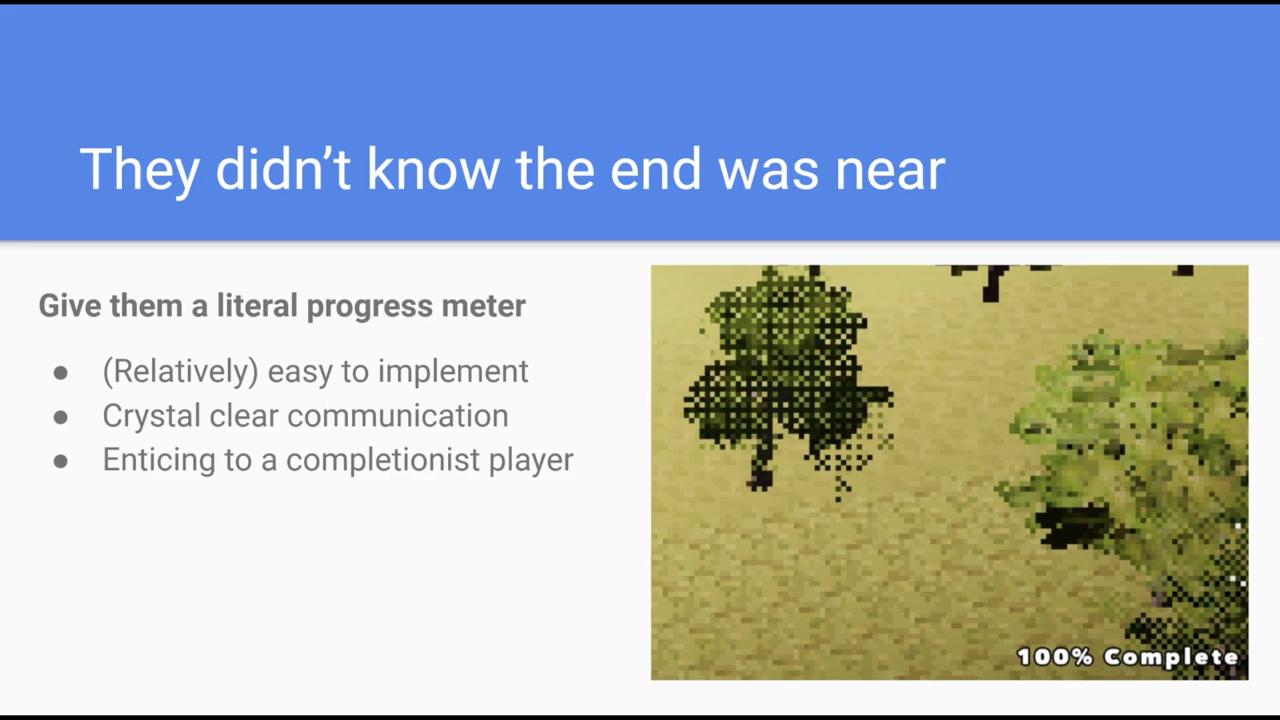 They didn’t know the end was near
Give them a literal progress meter
● (Relatively) easy to implement
● Crystal clear communication
● Enticing to a completionist player
100% Complete